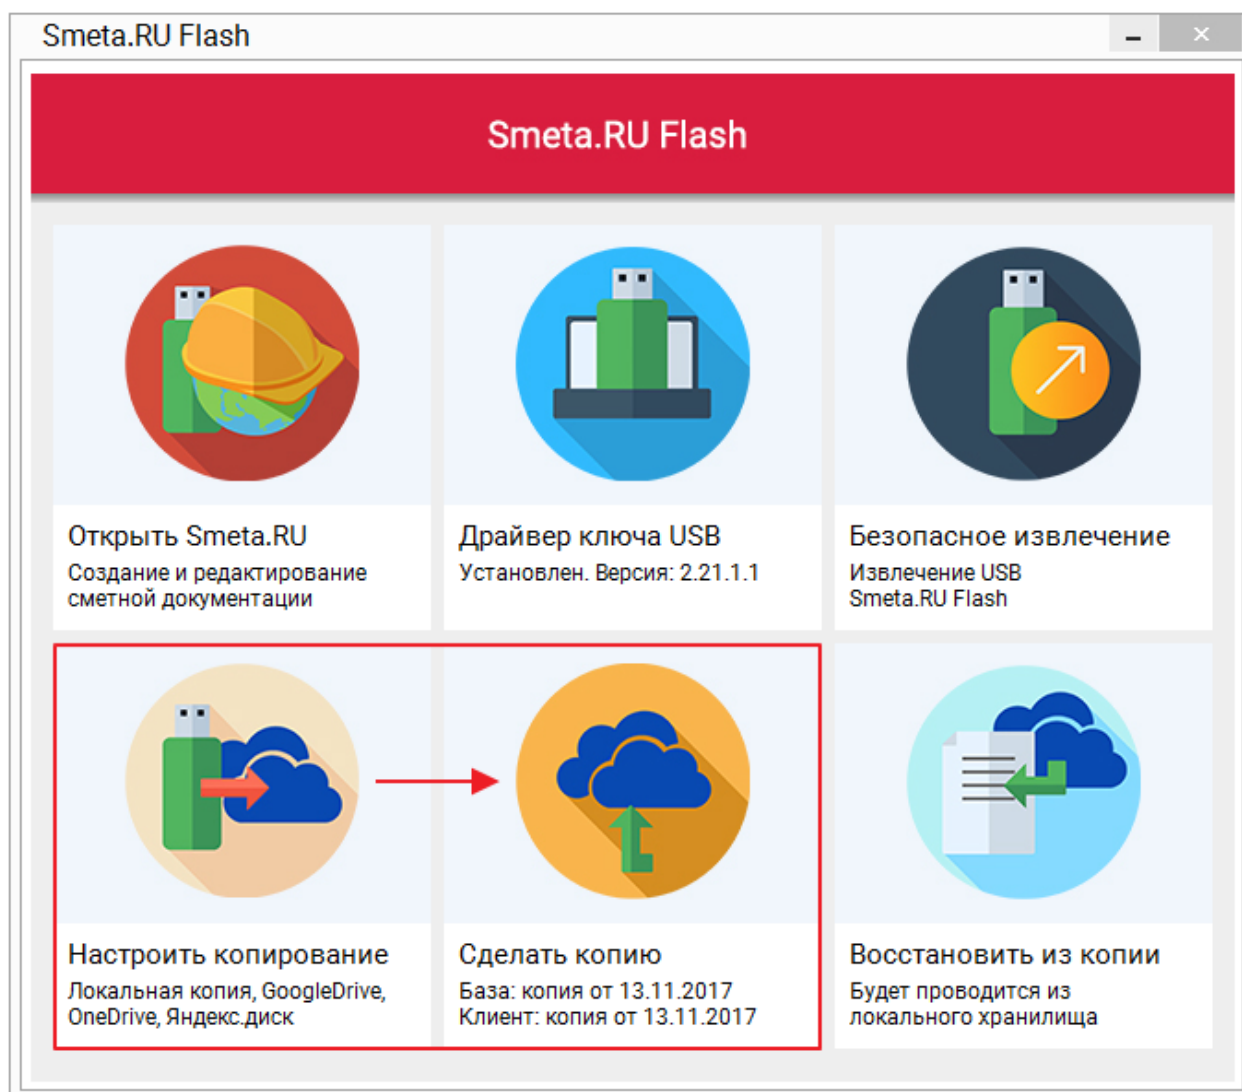 Smeta.RU Flash
Smeta.RU Flash
Открыть Smeta.RU
Создание и редактирование
сметной документации
Драйвер ключа USB
Установлен. Версия: 2.21.1.1
Безопасное извлечение
Извлечение USB
Smeta.RU Flash
Настроить копирование
Локальная копия, GoogleDrive,
OneDrive, Яндекс.диск
Сделать копию
База: копия от 13.11.2017
Клиент: копия от 13.11.2017
Восстановить из копии
Будет проводится из
локального хранилища